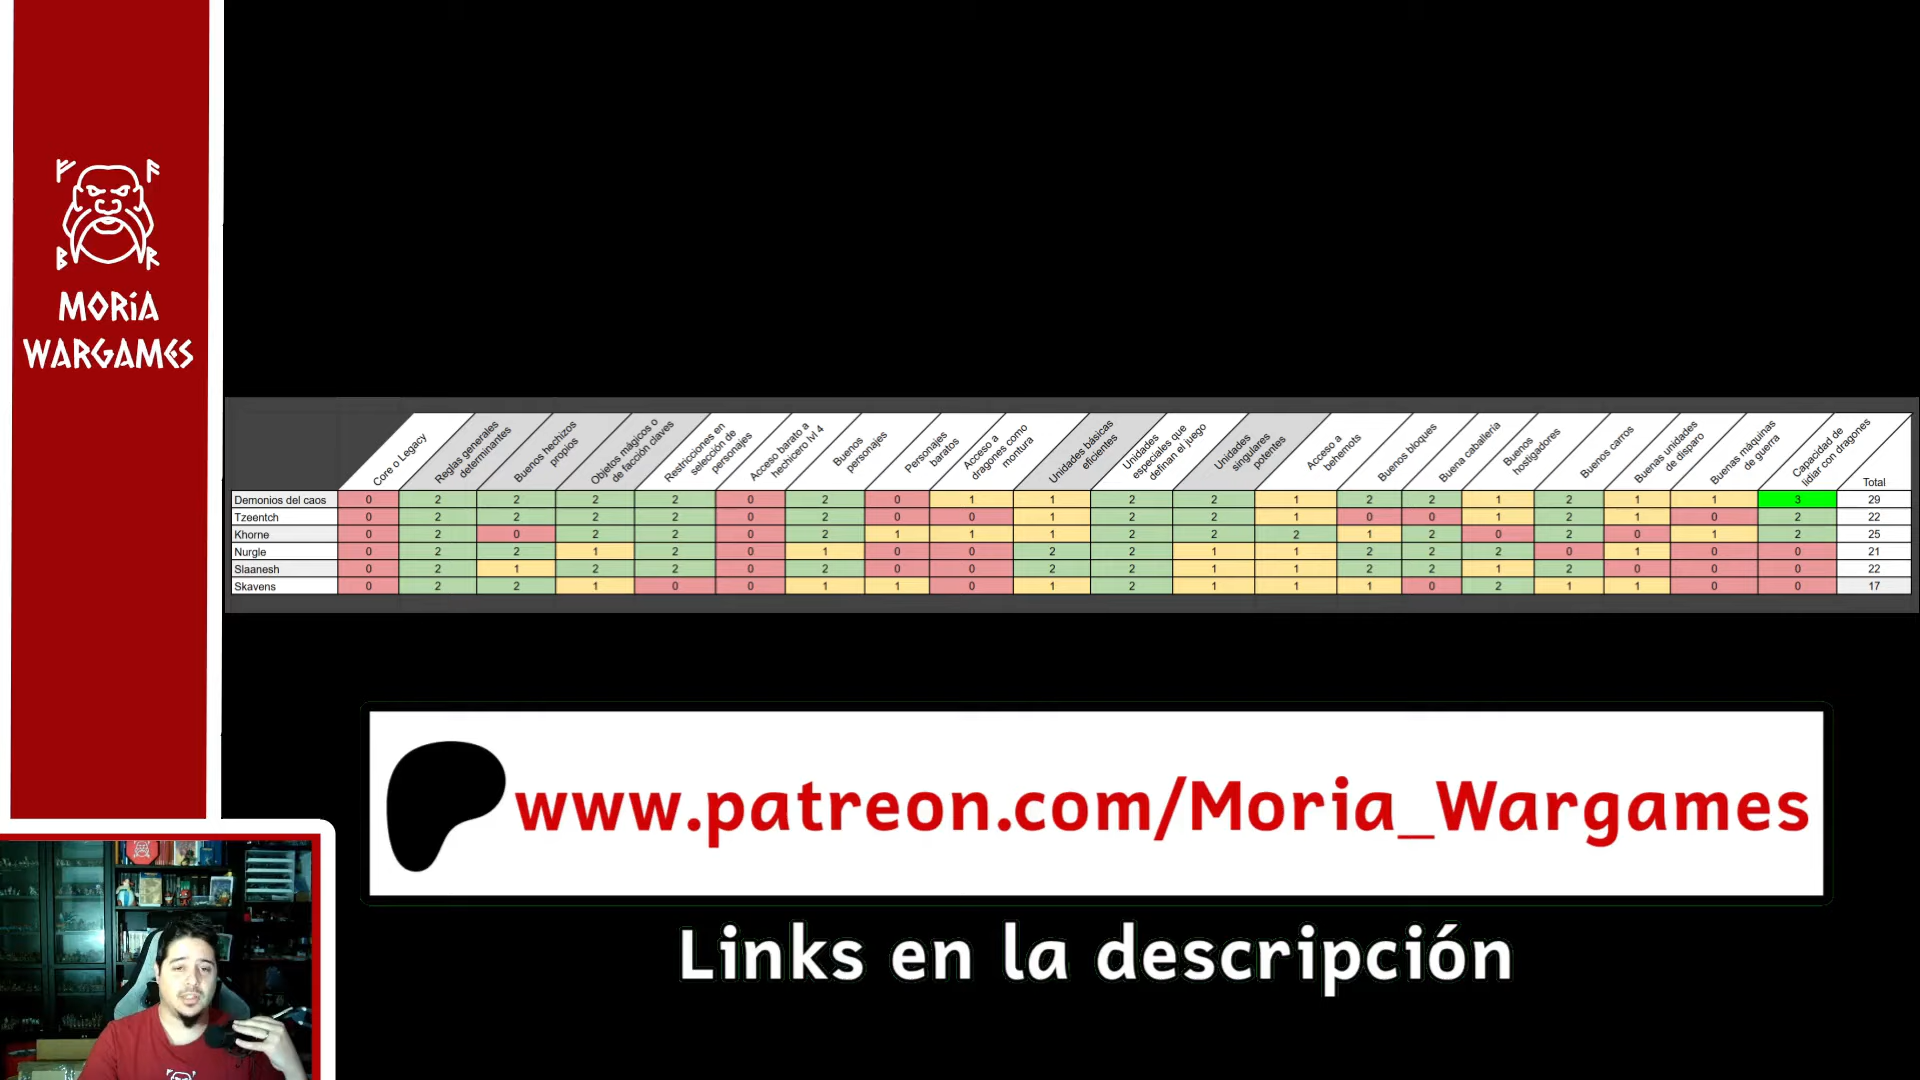 MORiA
WARGAMES
Core o Legacy
Reglas generales
determinantes
Buenos hechizos
propios
Objetos mágicos o
de facción claves
Restricciones en
selección de
personajes
Acceso barato a
hechicero lvl 4
Buenos
personajes
Personajes
baratos
Acceso a
dragones como
montura
Unidades básicas
eficientes
Unidades
especiales que
definan el juego
Unidades
singulares
potentes
Acceso a
behemots
Buenos bloques
Buena caballería
Buenos
hostigadores
Buenos carros
Buenas unidades
de disparo
Buenas máquinas
de guerra
Capacidad de
lidiar con dragones
Total
Demonios del caos 0 2 2 2 2 0 2 0 1 1 2 2 1 2 2 1 2 1 1 3 29
Tzeentch 0 2 2 2 2 0 2 0 0 1 2 2 1 0 0 1 2 1 0 2 22
Khorne 0 2 0 2 2 0 2 1 1 1 2 2 2 1 2 0 2 0 1 2 25
Nurgle 0 2 2 1 2 0 1 0 0 2 2 1 1 2 2 2 0 1 0 0 21
Slaanesh 0 2 1 2 2 0 2 0 0 2 2 1 1 2 2 1 2 0 0 0 22
Skavens 0 2 2 1 0 0 1 1 0 1 2 1 1 1 0 2 1 1 0 0 17
www.patreon.com/Moria_Wargames
Links en la descripción